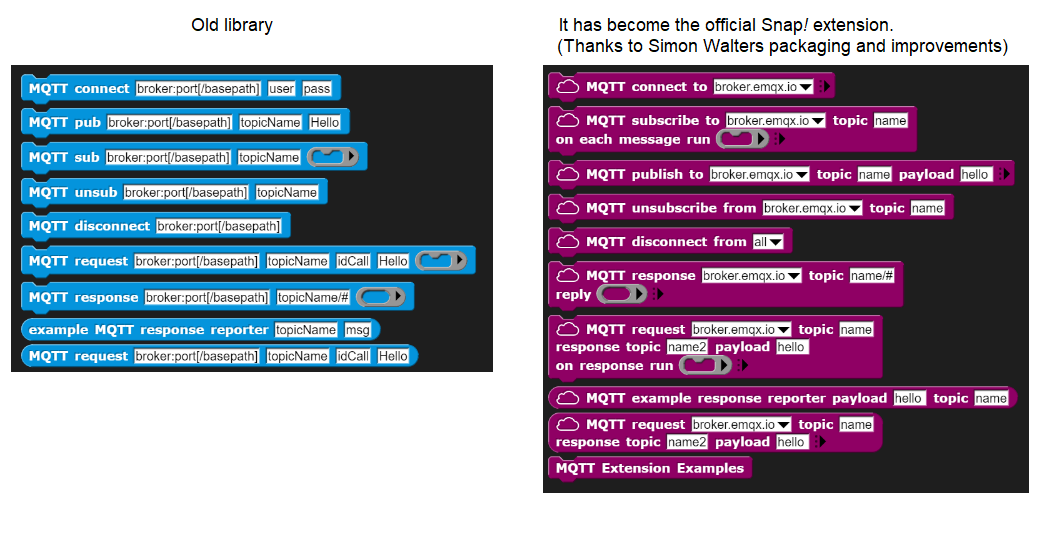 Old library
MQTT connect broker:port[/basepath] user pass
MQTT pub broker:port[/basepath] topicName Hello
MQTT sub broker:port[/basepath] topicName
MQTT unsub broker:port[/basepath] topicName
MQTT disconnect broker:port[/basepath]
MQTT request broker:port[/basepath] topicName idCall Hello
MQTT response broker:port[/basepath] topicName/#
example MQTT response reporter topicName msg
MQTT request broker:port[/basepath] topicName idCall Hello
It has become the official Snap! extension.
(Thanks to Simon Walters packaging and improvements)
MQTT connect to broker.emqx.io
MQTT subscribe to broker.emqx.io topic name
on each message run
MQTT publish to broker.emqx.io topic name payload hello
MQTT unsubscribe from broker.emqx.io topic name
MQTT disconnect from all
MQTT response broker.emqx.io topic name/#
reply
MQTT request broker.emqx.io topic name
response topic name2 payload hello
on response run
MQTT example response reporter payload hello topic name
MQTT request broker.emqx.io topic name
response topic name2 payload hello
MQTT Extension Examples